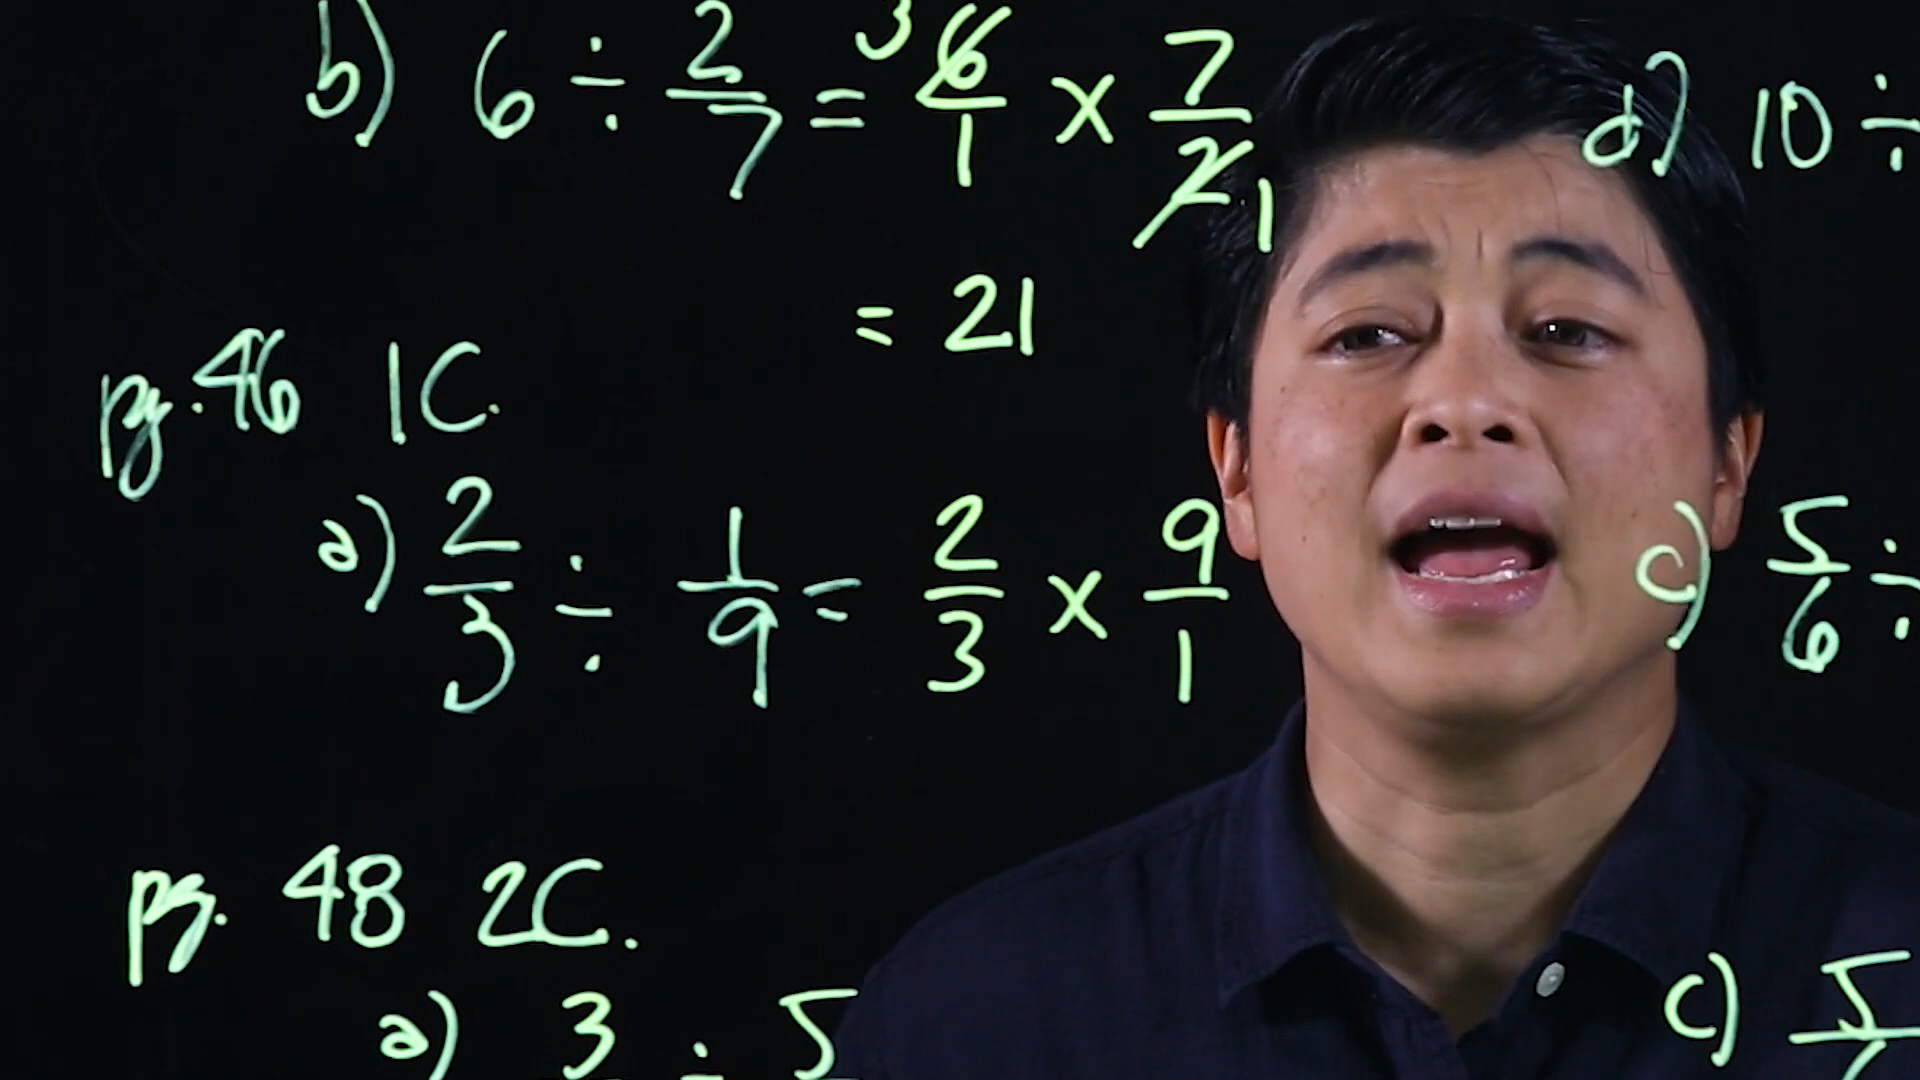 b) 6 ÷ 2/7 = 3 6/1 × 7/2 1
d) 10 ÷
= 21
pg. 46 1C.
a) 2/3 ÷ 1/9 = 2/3 × 9/1
c) 5/6 ÷
pg. 48 2C.
a) 3 ÷ 5
c) 5